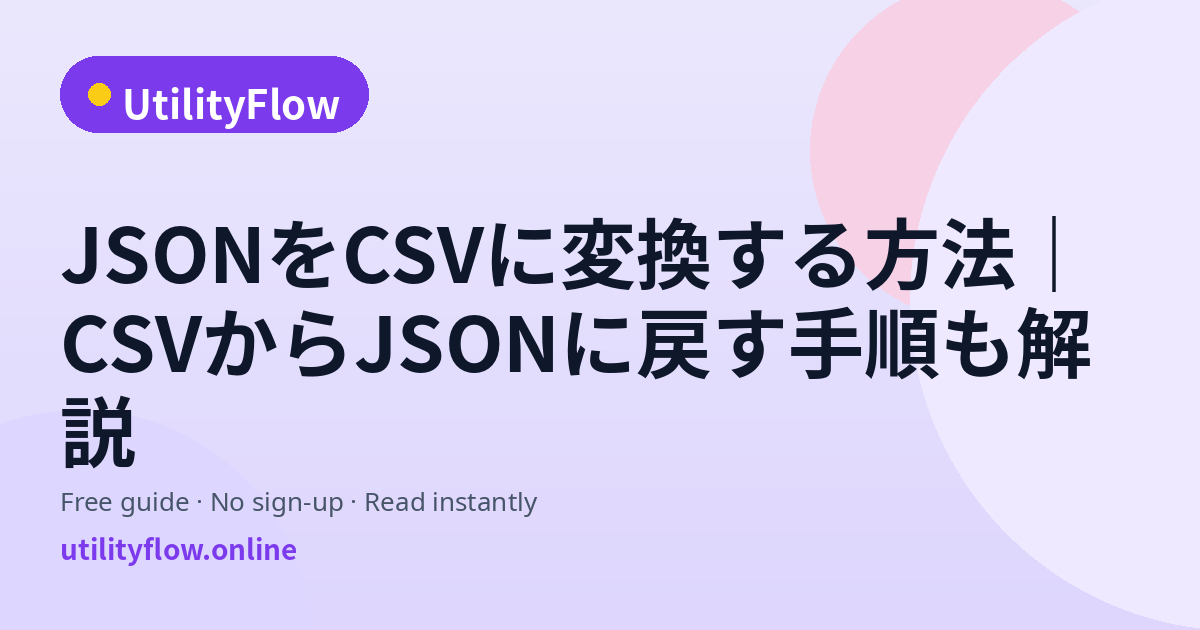 UtilityFlow
JSONをCSVに変換する方法｜
CSVからJSONに戻す手順も解
説
Free guide · No sign-up · Read instantly
utilityflow.online